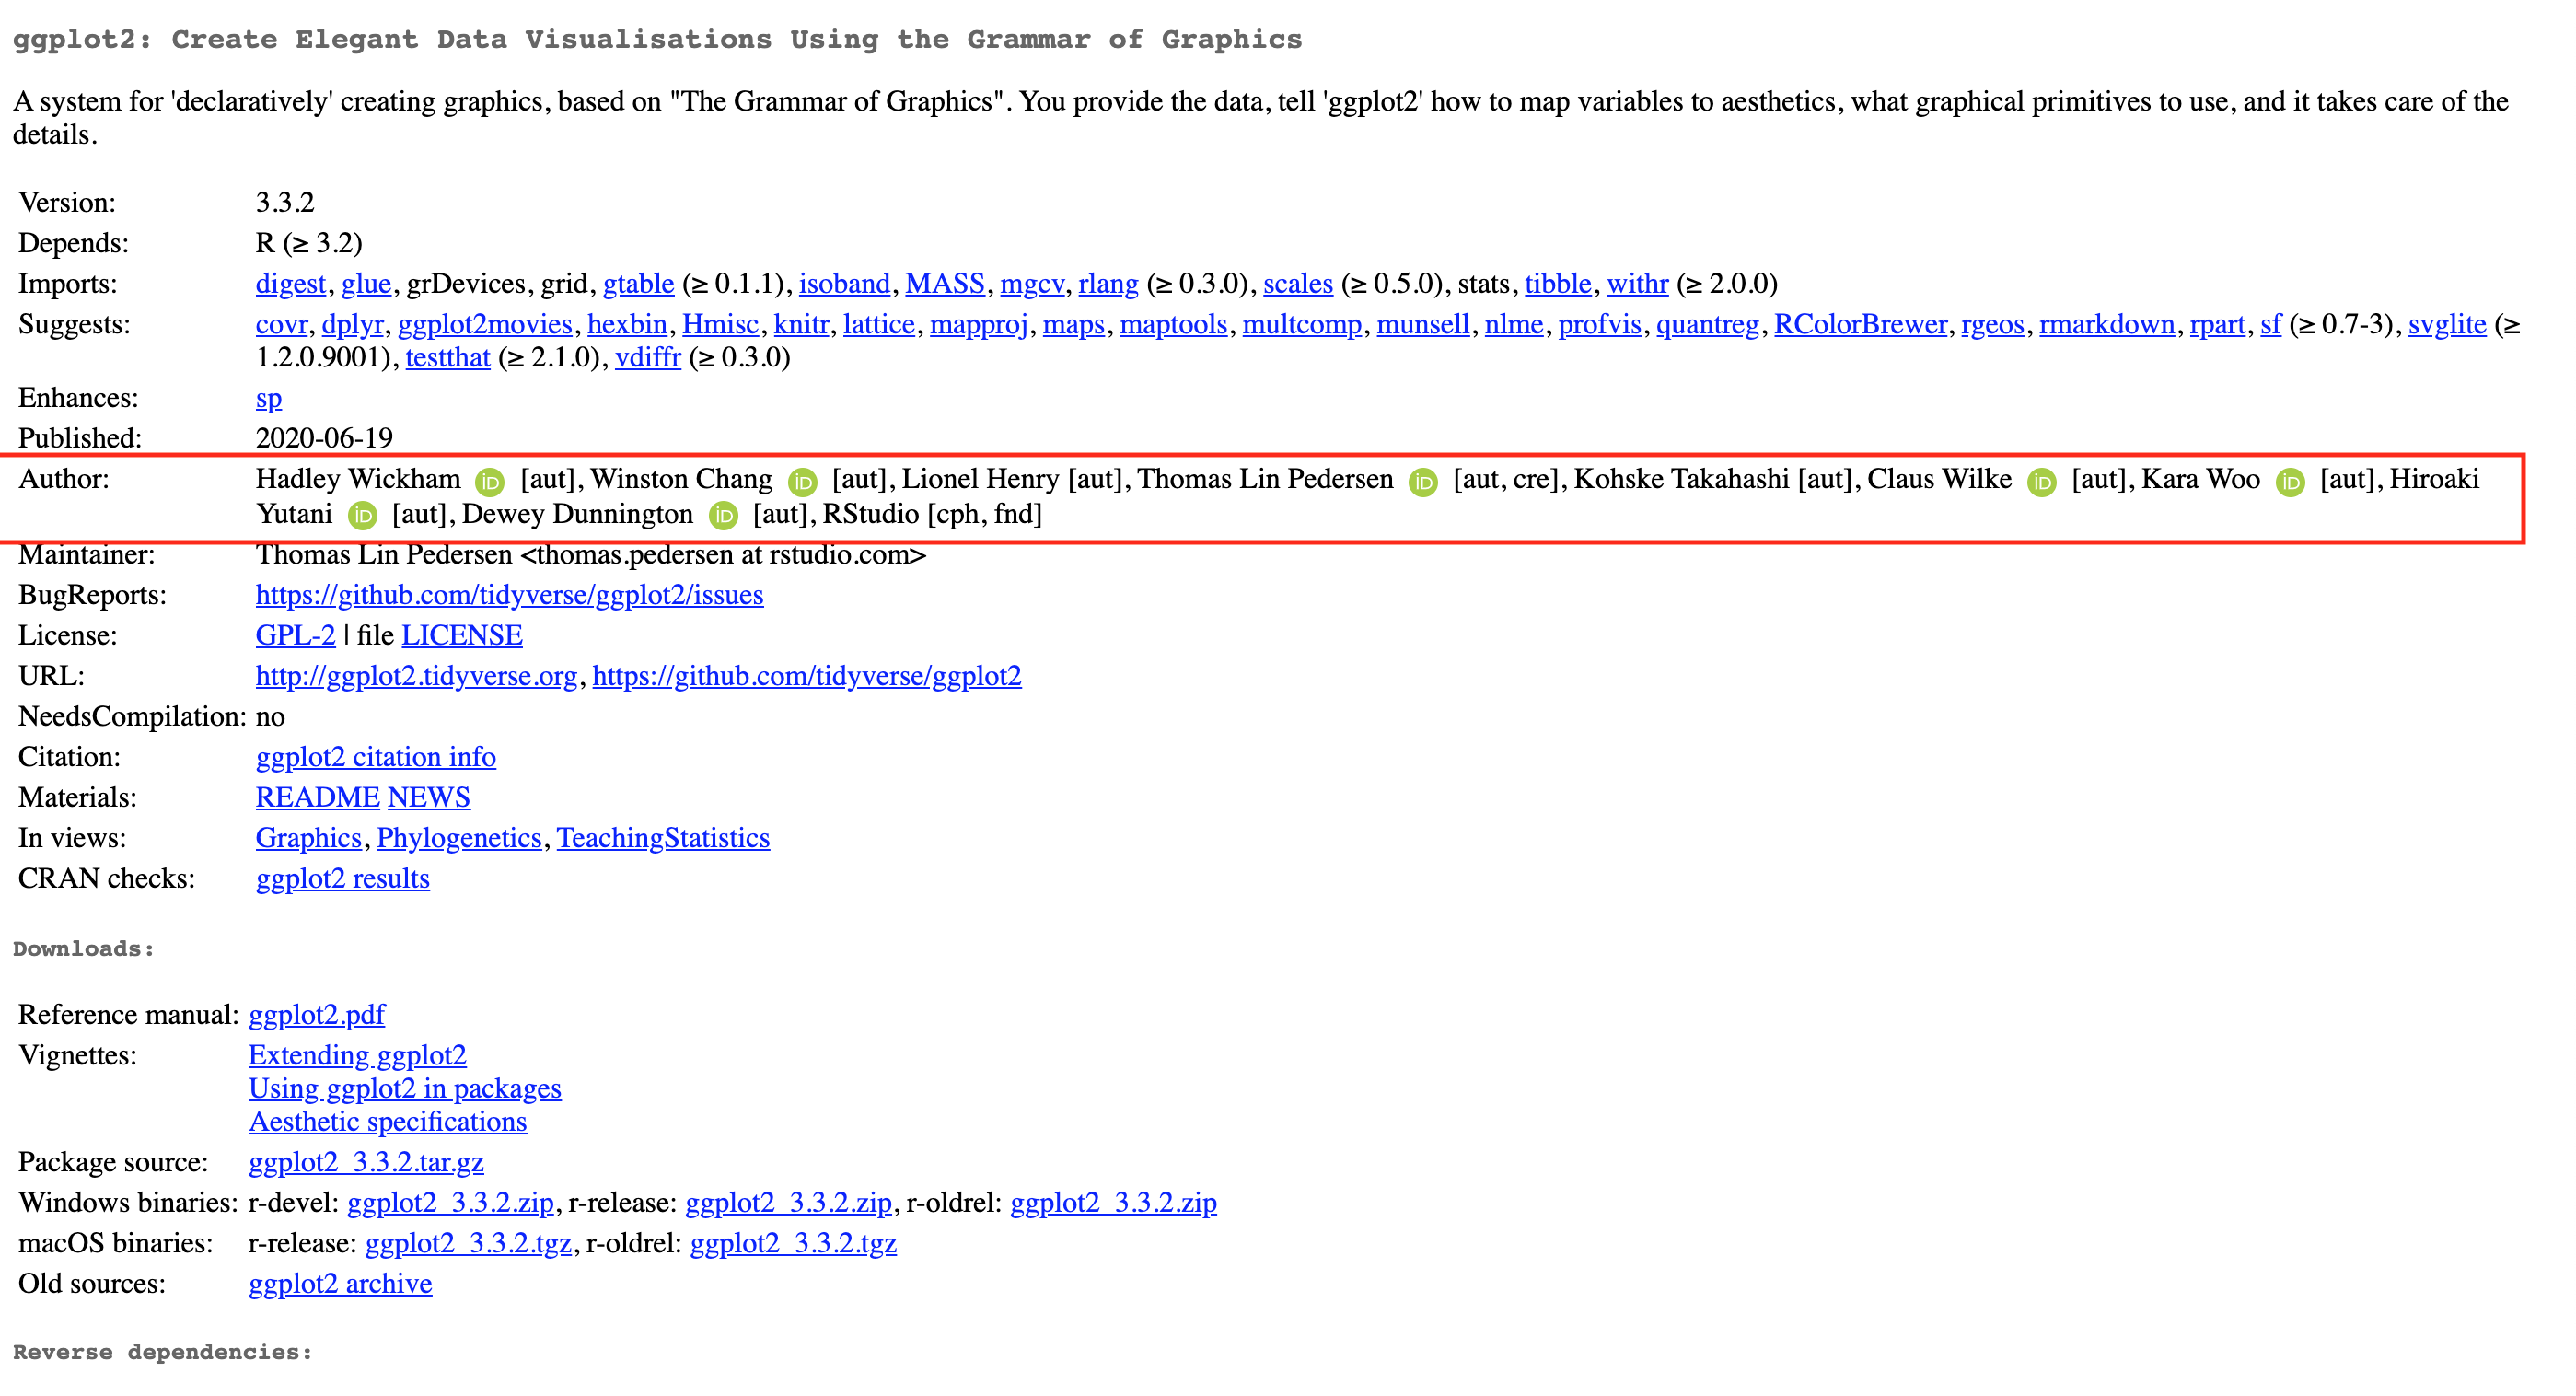 ggplot2: Create Elegant Data Visualisations Using the Grammar of Graphics
A system for 'declaratively' creating graphics, based on "The Grammar of Graphics". You provide the data, tell 'ggplot2' how to map variables to aesthetics, what graphical primitives to use, and it takes care of the
details.
Version: 3.3.2
Depends: R (≥ 3.2)
Imports: digest, glue, grDevices, grid, gtable (≥ 0.1.1), isoband, MASS, mgcv, rlang (≥ 0.3.0), scales (≥ 0.5.0), stats, tibble, withr (≥ 2.0.0)
Suggests: covr, dplyr, ggplot2movies, hexbin, Hmisc, knitr, lattice, mapproj, maps, maptools, multcomp, munsell, nlme, profvis, quantreg, RColorBrewer, rgeos, rmarkdown, rpart, sf (≥ 0.7-3), svglite (≥
1.2.0.9001), testthat (≥ 2.1.0), vdiffr (≥ 0.3.0)
Enhances: sp
Published: 2020-06-19
Author: Hadley Wickham iD [aut], Winston Chang iD [aut], Lionel Henry [aut], Thomas Lin Pedersen iD [aut, cre], Kohske Takahashi [aut], Claus Wilke iD [aut], Kara Woo iD [aut], Hiroaki
Yutani iD [aut], Dewey Dunnington iD [aut], RStudio [cph, fnd]
Maintainer: Thomas Lin Pedersen <thomas.pedersen at rstudio.com>
BugReports: https://github.com/tidyverse/ggplot2/issues
License: GPL-2 | file LICENSE
URL: http://ggplot2.tidyverse.org, https://github.com/tidyverse/ggplot2
NeedsCompilation: no
Citation: ggplot2 citation info
Materials: README NEWS
In views: Graphics, Phylogenetics, TeachingStatistics
CRAN checks: ggplot2 results
Downloads:
Reference manual: ggplot2.pdf
Vignettes: Extending ggplot2
Using ggplot2 in packages
Aesthetic specifications
Package source: ggplot2_3.3.2.tar.gz
Windows binaries: r-devel: ggplot2_3.3.2.zip, r-release: ggplot2_3.3.2.zip, r-oldrel: ggplot2_3.3.2.zip
macOS binaries: r-release: ggplot2_3.3.2.tgz, r-oldrel: ggplot2_3.3.2.tgz
Old sources: ggplot2 archive
Reverse dependencies: